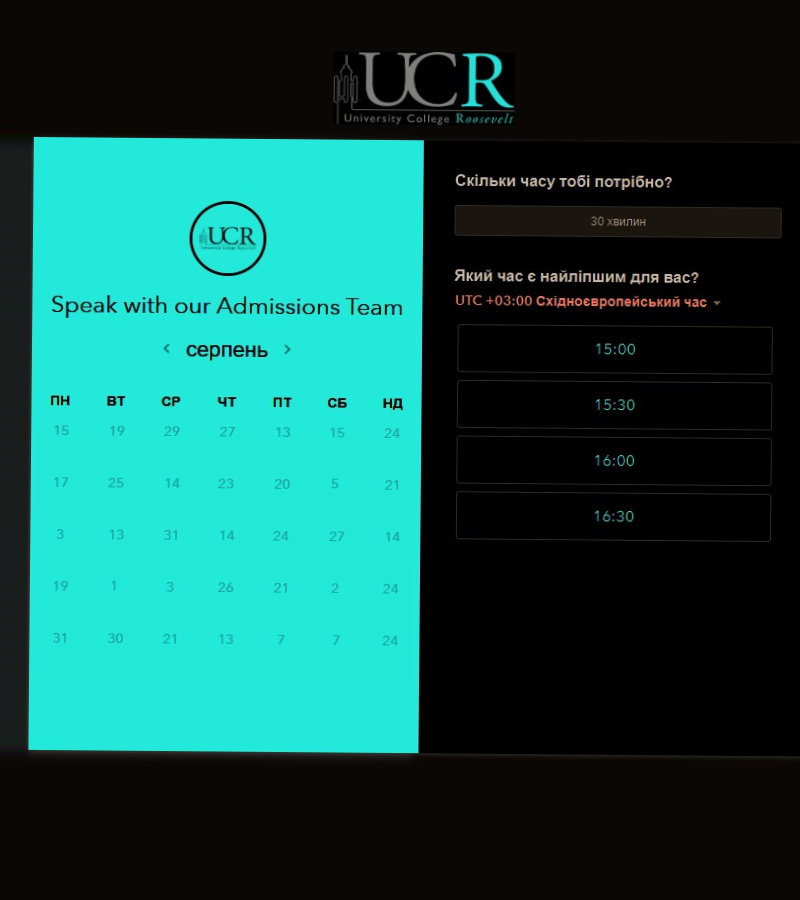 UCR
University College Roosevelt
UCR
University College Roosevelt
Speak with our Admissions Team
серпень
ПН ВТ СР ЧТ ПТ СБ НД
15 19 29 27 13 15 24
17 25 14 23 20 5 21
3 13 31 14 24 27 14
19 1 3 26 21 2 24
31 30 21 13 7 7 24
Скільки часу тобі потрібно?
30 хвилин
Який час є найліпшим для вас?
UTC +03:00 Східноєвропейський час
15:00
15:30
16:00
16:30